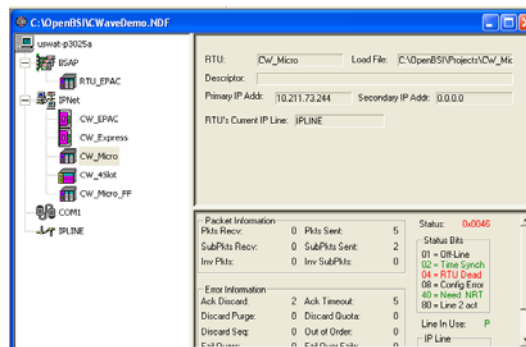 C:\OpenBSI\CWaveDemo.NDF
uswat-p3025a
BSAP
RTU_EPAC
IPNet
CW_EPAC
CW_Express
CW_Micro
CW_4Slot
CW_Micro_FF
COM1
IPLINE
RTU: CW_Micro Load File: C:\OpenBSI\Projects\CW_Mic
Descriptor:
Primary IP Addr: 10.211.73.244 Secondary IP Addr: 0.0.0.0
RTU's Current IP Line: IPLINE
Packet Information
Pkts Recv: 0 Pkts Sent: 5
SubPkts Recv: 0 SubPkts Sent: 2
Inv Pkts: 0 Inv SubPkts: 0
Error Information
Ack Discard: 2 Ack Timeout: 5
Discard Purge: 0 Discard Quota: 0
Discard Seq: 0 Out of Order: 0
Status: 0x0046
Status Bits
01 = Off-Line
02 = Time Synch
04 = RTU Dead
08 = Config Error
40 = Need NRT
80 = Line 2 act
Line In Use: P
IP Line